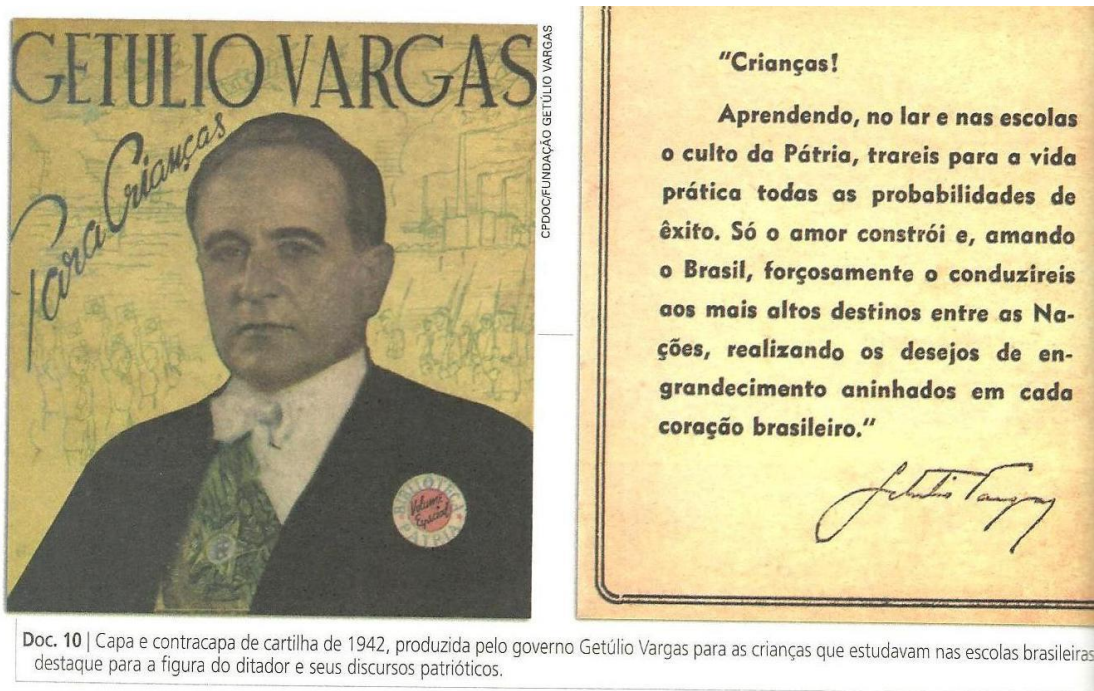 GETULIO VARGAS
Para Crianças
BIBLIOTECA
Volume
Especial
PÁTRIA
CPDOC/FUNDAÇÃO GETÚLIO VARGAS
"Crianças!
Aprendendo, no lar e nas escolas
o culto da Pátria, trareis para a vida
prática todas as probabilidades de
êxito. Só o amor constrói e, amando
o Brasil, forçosamente o conduzireis
aos mais altos destinos entre as Na-
ções, realizando os desejos de en-
grandecimento aninhados em cada
coração brasileiro."
Getulio Vargas
Doc. 10 | Capa e contracapa de cartilha de 1942, produzida pelo governo Getúlio Vargas para as crianças que estudavam nas escolas brasileiras
destaque para a figura do ditador e seus discursos patrióticos.